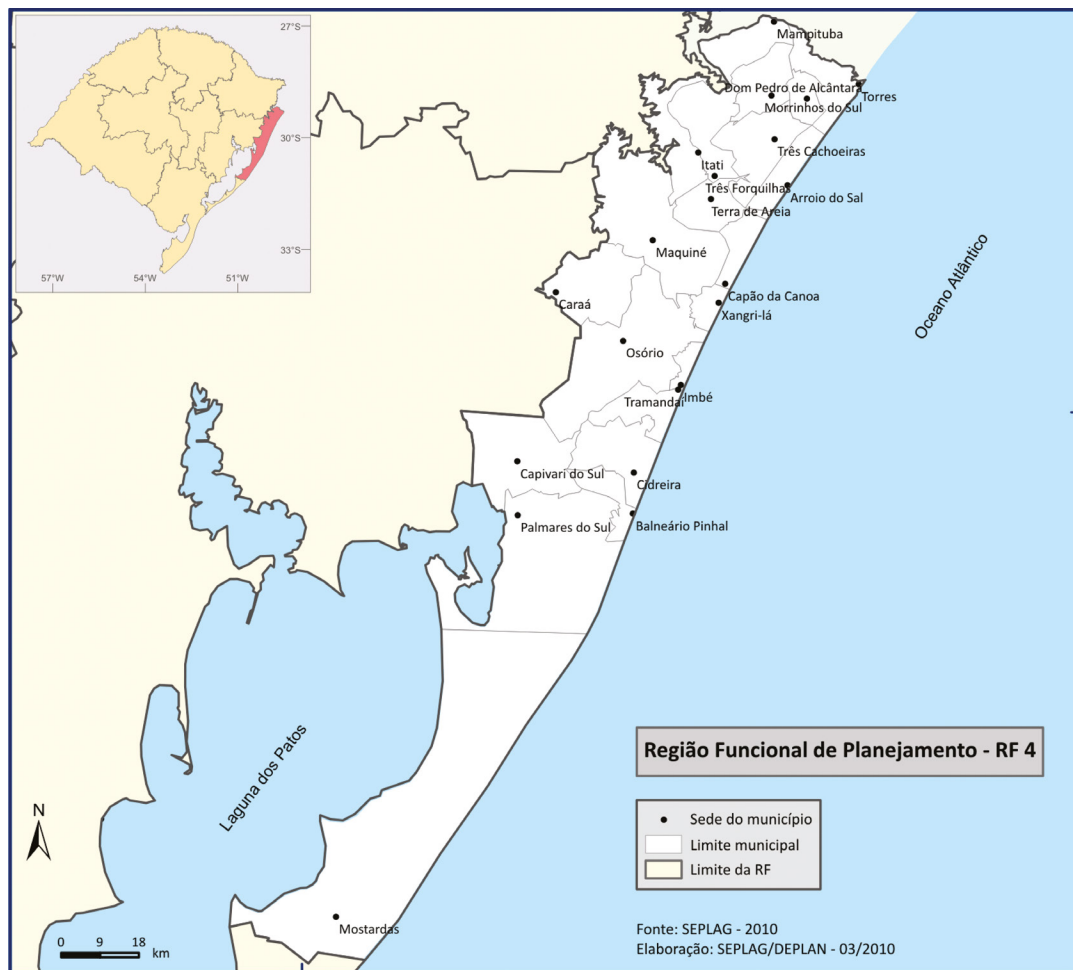 27°S
30°S
33°S
57°W
54°W
51°W
Mampituba
Dom Pedro de Alcântara
Torres
Morrinhos do Sul
Três Cachoeiras
Itati
Três Forquilhas
Arroio do Sal
Terra de Areia
Maquiné
Capão da Canoa
Caraá
Xangri-lá
Osório
Imbé
Tramandaí
Capivari do Sul
Cidreira
Palmares do Sul
Balneário Pinhal
Mostardas
Oceano Atlântico
Laguna dos Patos
N
0 9 18
km
Região Funcional de Planejamento - RF 4
Sede do município
Limite municipal
Limite da RF
Fonte: SEPLAG - 2010
Elaboração: SEPLAG/DEPLAN - 03/2010